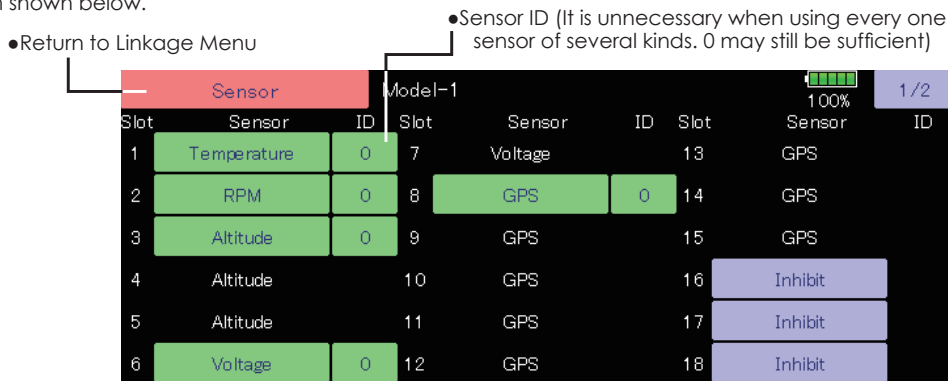 n shown below.
●Return to Linkage Menu
●Sensor ID (It is unnecessary when using every one
sensor of several kinds. 0 may still be sufficient)
Sensor Model-1 100% 1/2
Slot Sensor ID Slot Sensor ID Slot Sensor ID
1 Temperature 0 7 Voltage 13 GPS
2 RPM 0 8 GPS 0 14 GPS
3 Altitude 0 9 GPS 15 GPS
4 Altitude 10 GPS 16 Inhibit
5 Altitude 11 GPS 17 Inhibit
6 Voltage 0 12 GPS 18 Inhibit